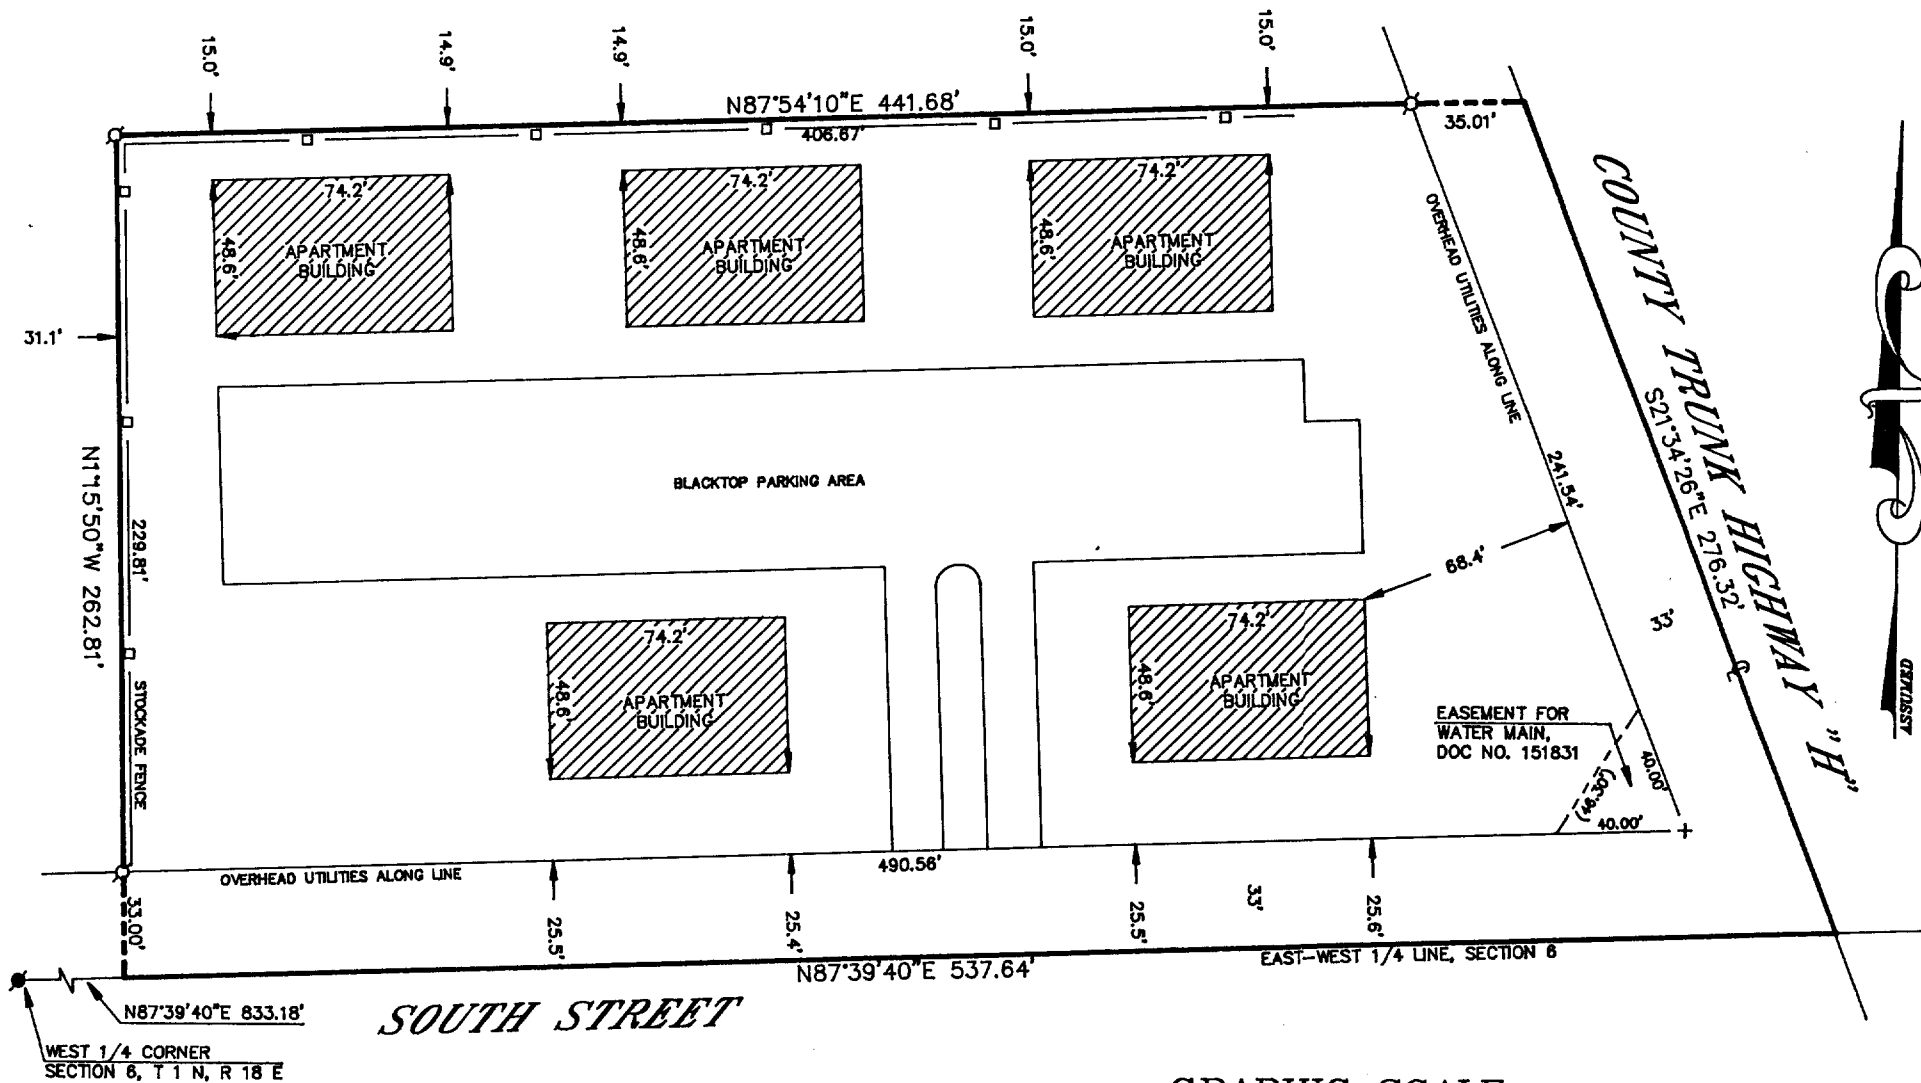 15.0'
14.9'
14.9'
15.0'
15.0'
N87°54'10"E 441.68'
406.67'
35.01'
74.2'
48.6'
APARTMENT
BUILDING
74.2'
48.6'
APARTMENT
BUILDING
74.2'
48.6'
APARTMENT
BUILDING
OVERHEAD UTILITIES ALONG LINE
COUNTY TRUNK HIGHWAY "H"
S21°34'26"E 276.32'
31.1'
N1°15'50"W 262.81'
229.81'
STOCKADE FENCE
BLACKTOP PARKING AREA
241.54'
68.4'
33'
74.2'
48.6'
APARTMENT
BUILDING
74.2'
48.6'
APARTMENT
BUILDING
EASEMENT FOR
WATER MAIN,
DOC NO. 151831
40.00'
(46.30')
40.00'
ASSUMED
OVERHEAD UTILITIES ALONG LINE
490.56'
33.00'
25.5'
25.4'
25.5'
33'
25.6'
N87°39'40"E 537.64'
EAST-WEST 1/4 LINE, SECTION 6
N87°39'40"E 833.18'
SOUTH STREET
WEST 1/4 CORNER
SECTION 6, T 1 N, R 18 E
GRAPHIC SCALE